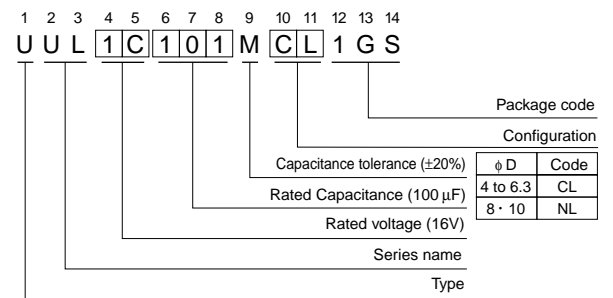 1 2 3 4 5 6 7 8 9 10 11 12 13 14
U U L 1 C 1 0 1 M C L 1 G S
Package code
Configuration
Capacitance tolerance (±20%)
Rated Capacitance (100 μF)
Rated voltage (16V)
Series name
Type
ϕ D Code
4 to 6.3 CL
8・10 NL